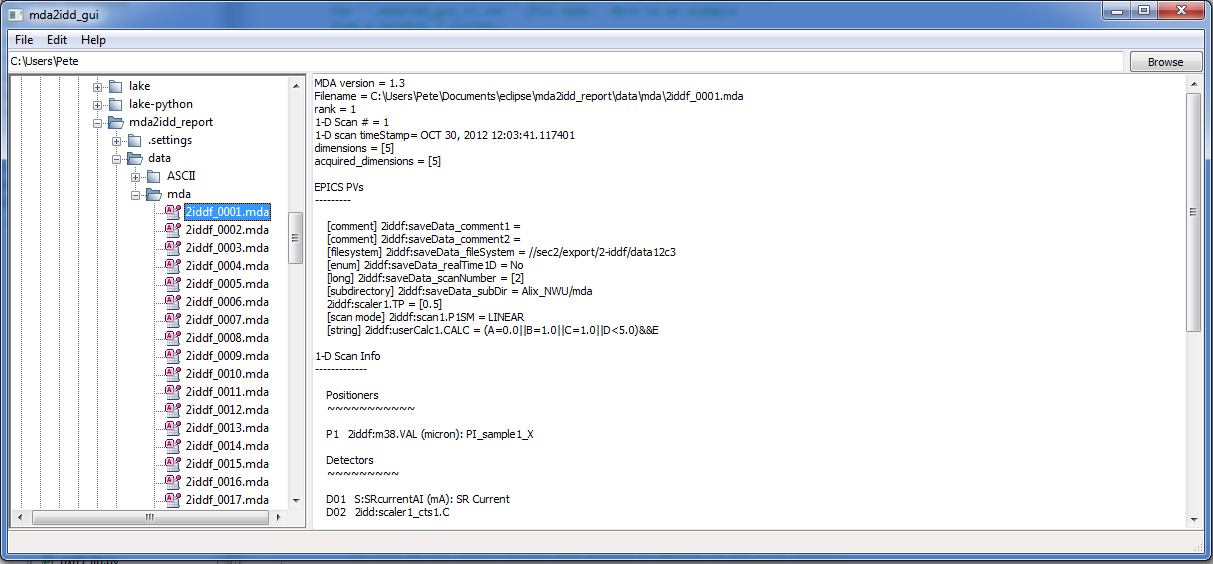 mda2idd_gui
File Edit Help
C:\Users\Pete
Browse
lake
lake-python
mda2idd_report
.settings
data
ASCII
mda
2iddf_0001.mda
2iddf_0002.mda
2iddf_0003.mda
2iddf_0004.mda
2iddf_0005.mda
2iddf_0006.mda
2iddf_0007.mda
2iddf_0008.mda
2iddf_0009.mda
2iddf_0010.mda
2iddf_0011.mda
2iddf_0012.mda
2iddf_0013.mda
2iddf_0014.mda
2iddf_0015.mda
2iddf_0016.mda
2iddf_0017.mda
MDA version = 1.3
Filename = C:\Users\Pete\Documents\eclipse\mda2idd_report\data\mda\2iddf_0001.mda
rank = 1
1-D Scan # = 1
1-D scan timeStamp= OCT 30, 2012 12:03:41.117401
dimensions = [5]
acquired_dimensions = [5]
EPICS PVs
---------
[comment] 2iddf:saveData_comment1 =
[comment] 2iddf:saveData_comment2 =
[filesystem] 2iddf:saveData_fileSystem = //sec2/export/2-iddf/data12c3
[enum] 2iddf:saveData_realTime1D = No
[long] 2iddf:saveData_scanNumber = [2]
[subdirectory] 2iddf:saveData_subDir = Alix_NWU/mda
2iddf:scaler1.TP = [0.5]
[scan mode] 2iddf:scan1.P1SM = LINEAR
[string] 2iddf:userCalc1.CALC = (A=0.0||B=1.0||C=1.0||D<5.0)&&E
1-D Scan Info
-------------
Positioners
~~~~~~~~~~~
P1 2iddf:m38.VAL (micron): PI_sample1_X
Detectors
~~~~~~~~~
D01 S:SRcurrentAI (mA): SR Current
D02 2idd:scaler1_cts1.C